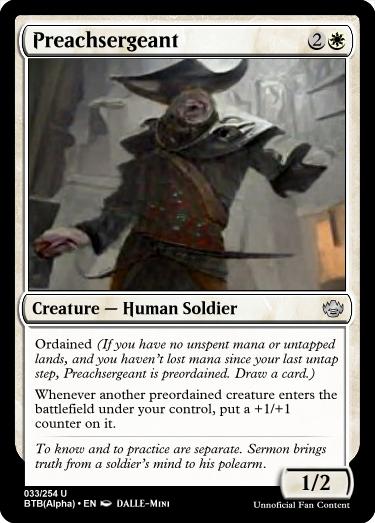 Preachsergeant 2
Creature — Human Soldier
Ordained (If you have no unspent mana or untapped
lands, and you haven't lost mana since your last untap
step, Preachsergeant is preordained. Draw a card.)
Whenever another preordained creature enters the
battlefield under your control, put a +1/+1
counter on it.
To know and to practice are separate. Sermon brings
truth from a soldier's mind to his polearm.
1/2
033/254 U
BTB(Alpha) • EN DALLE-Mini
Unofficial Fan Content